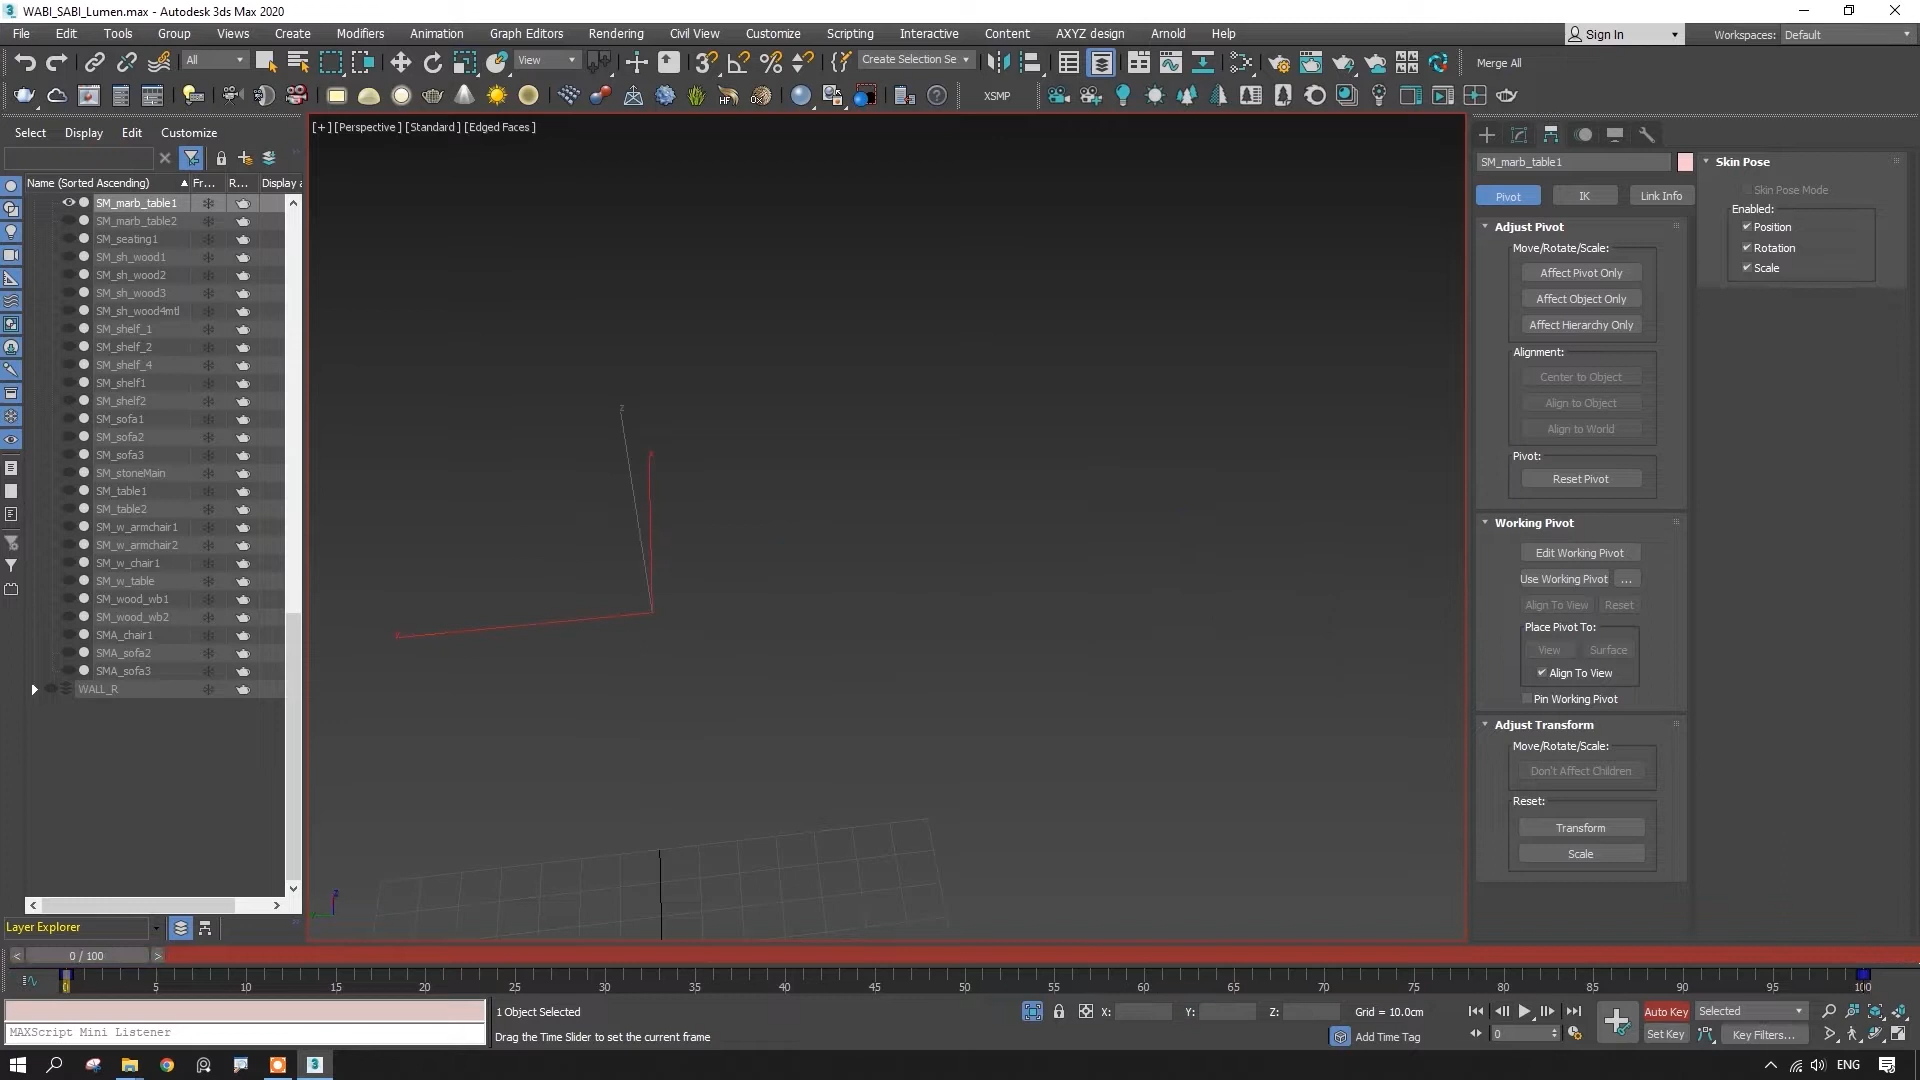 WABI_SABI_Lumen.max - Autodesk 3ds Max 2020
File Edit Tools Group Views Create Modifiers Animation Graph Editors Rendering Civil View Customize Scripting Interactive Content AXYZ design Arnold Help
Sign In
Workspaces: Default
All
View
Create Selection Se
Merge All
XSMP
Select Display Edit Customize
Name (Sorted Ascending) Fr... R... Display a
SM_marb_table1
SM_marb_table2
SM_seating1
SM_sh_wood1
SM_sh_wood2
SM_sh_wood3
SM_sh_wood4mtl
SM_shelf_1
SM_shelf_2
SM_shelf_4
SM_shelf1
SM_shelf2
SM_sofa1
SM_sofa2
SM_sofa3
SM_stoneMain
SM_table1
SM_table2
SM_w_armchair1
SM_w_armchair2
SM_w_chair1
SM_w_table
SM_wood_wb1
SM_wood_wb2
SMA_chair1
SMA_sofa2
SMA_sofa3
WALL_R
Layer Explorer
[+] [Perspective ] [Standard ] [Edged Faces ]
z
z
SM_marb_table1
Pivot IK Link Info
Adjust Pivot
Move/Rotate/Scale:
Affect Pivot Only
Affect Object Only
Affect Hierarchy Only
Alignment:
Center to Object
Align to Object
Align to World
Pivot:
Reset Pivot
Working Pivot
Edit Working Pivot
Use Working Pivot ...
Align To View Reset
Place Pivot To:
View Surface
Align To View
Pin Working Pivot
Adjust Transform
Move/Rotate/Scale:
Don't Affect Children
Reset:
Transform
Scale
Skin Pose
Skin Pose Mode
Enabled:
Position
Rotation
Scale
< 0 / 100 >
5 10 15 20 25 30 35 40 45 50 55 60 65 70 75 80 85 90 95 100
MAXScript Mini Listener
1 Object Selected
Drag the Time Slider to set the current frame
X: Y: Z: Grid = 10.0cm
Add Time Tag
0
Auto Key Selected
Set Key Key Filters...
ENG